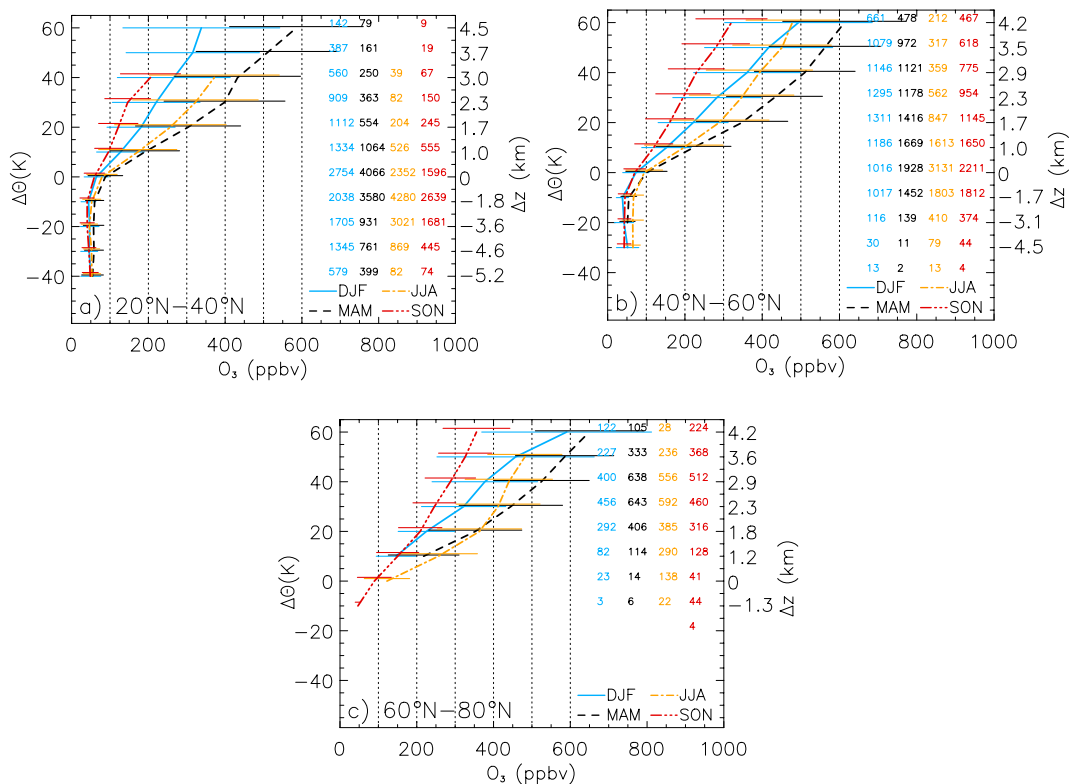 60 142 79 9 4.5
387 161 19 3.7
40 560 250 39 67 3.0
909 363 82 150 2.3
20 1112 554 204 245 1.7
1334 1064 526 555 1.0
0 2754 4066 2352 1596 0
2038 3580 4280 2639 −1.8
−20 1705 931 3021 1681 −3.6
1345 761 869 445 −4.6
−40 579 399 82 74 −5.2
ΔΘ(K)
Δz (km)
a) 20°N−40°N
DJF JJA
MAM SON
0 200 400 600 800 1000
O₃ (ppbv)
60 661 478 212 467 4.2
1079 972 317 618 3.5
40 1146 1121 359 775 2.9
1295 1178 562 954 2.3
20 1311 1416 847 1145 1.7
1186 1669 1613 1650 1.0
0 1016 1928 3131 2211 0
1017 1452 1803 1812 −1.7
−20 116 139 410 374 −3.1
30 11 79 44 −4.5
−40 13 2 13 4
ΔΘ(K)
Δz (km)
b) 40°N−60°N
DJF JJA
MAM SON
0 200 400 600 800 1000
O₃ (ppbv)
60 122 105 28 224 4.2
227 333 236 368 3.6
40 400 638 556 512 2.9
456 643 592 460 2.3
20 292 406 385 316 1.8
82 114 290 128 1.2
0 23 14 138 41 0
3 6 22 44 −1.3
−20 4
−40
ΔΘ(K)
Δz (km)
c) 60°N−80°N
DJF JJA
MAM SON
0 200 400 600 800 1000
O₃ (ppbv)